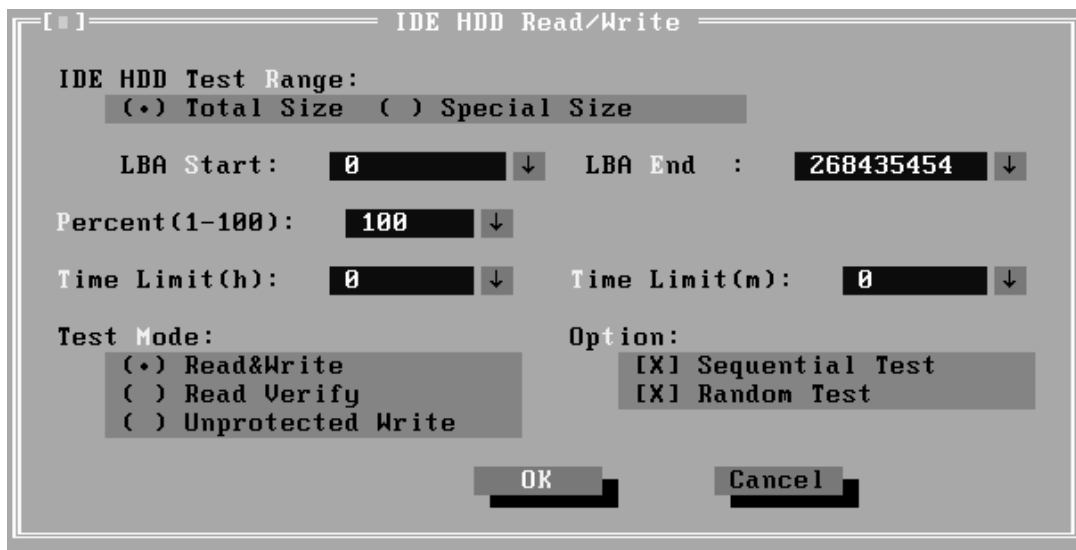 [■] IDE HDD Read/Write
IDE HDD Test Range:
(•) Total Size ( ) Special Size
LBA Start: 0 ↓ LBA End : 268435454 ↓
Percent(1-100): 100 ↓
Time Limit(h): 0 ↓ Time Limit(m): 0 ↓
Test Mode: Option:
(•) Read&Write [X] Sequential Test
( ) Read Verify [X] Random Test
( ) Unprotected Write
OK Cancel